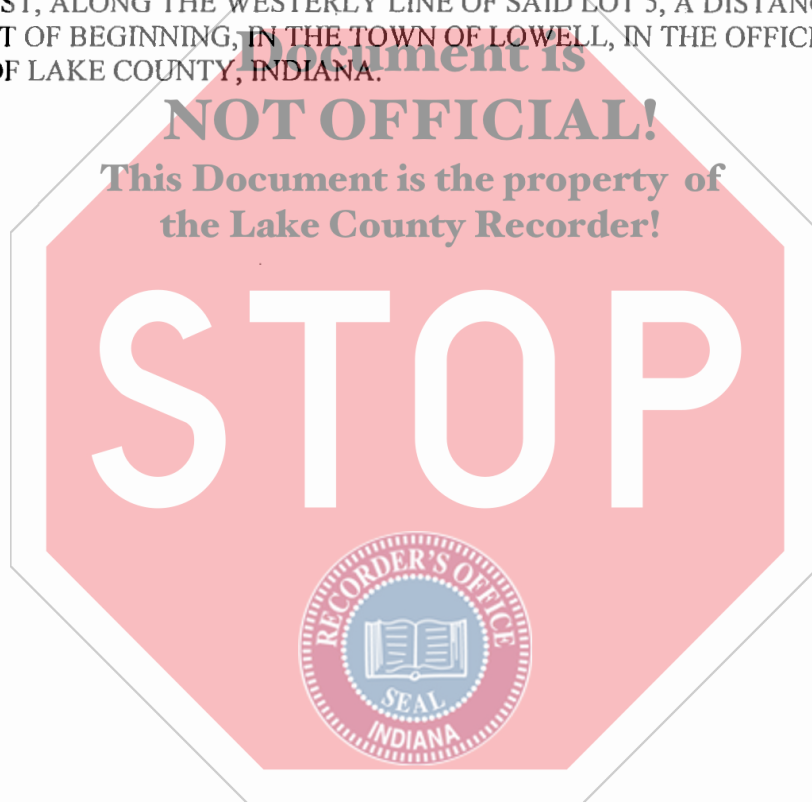 ST, ALONG THE WESTERLY LINE OF SAID LOT 5, A DISTANC
T OF BEGINNING, IN THE TOWN OF LOWELL, IN THE OFFIC
OF LAKE COUNTY, INDIANA.
Document is
NOT OFFICIAL!
This Document is the property of
the Lake County Recorder!
STOP
RECORDER'S OFFICE
SEAL
INDIANA